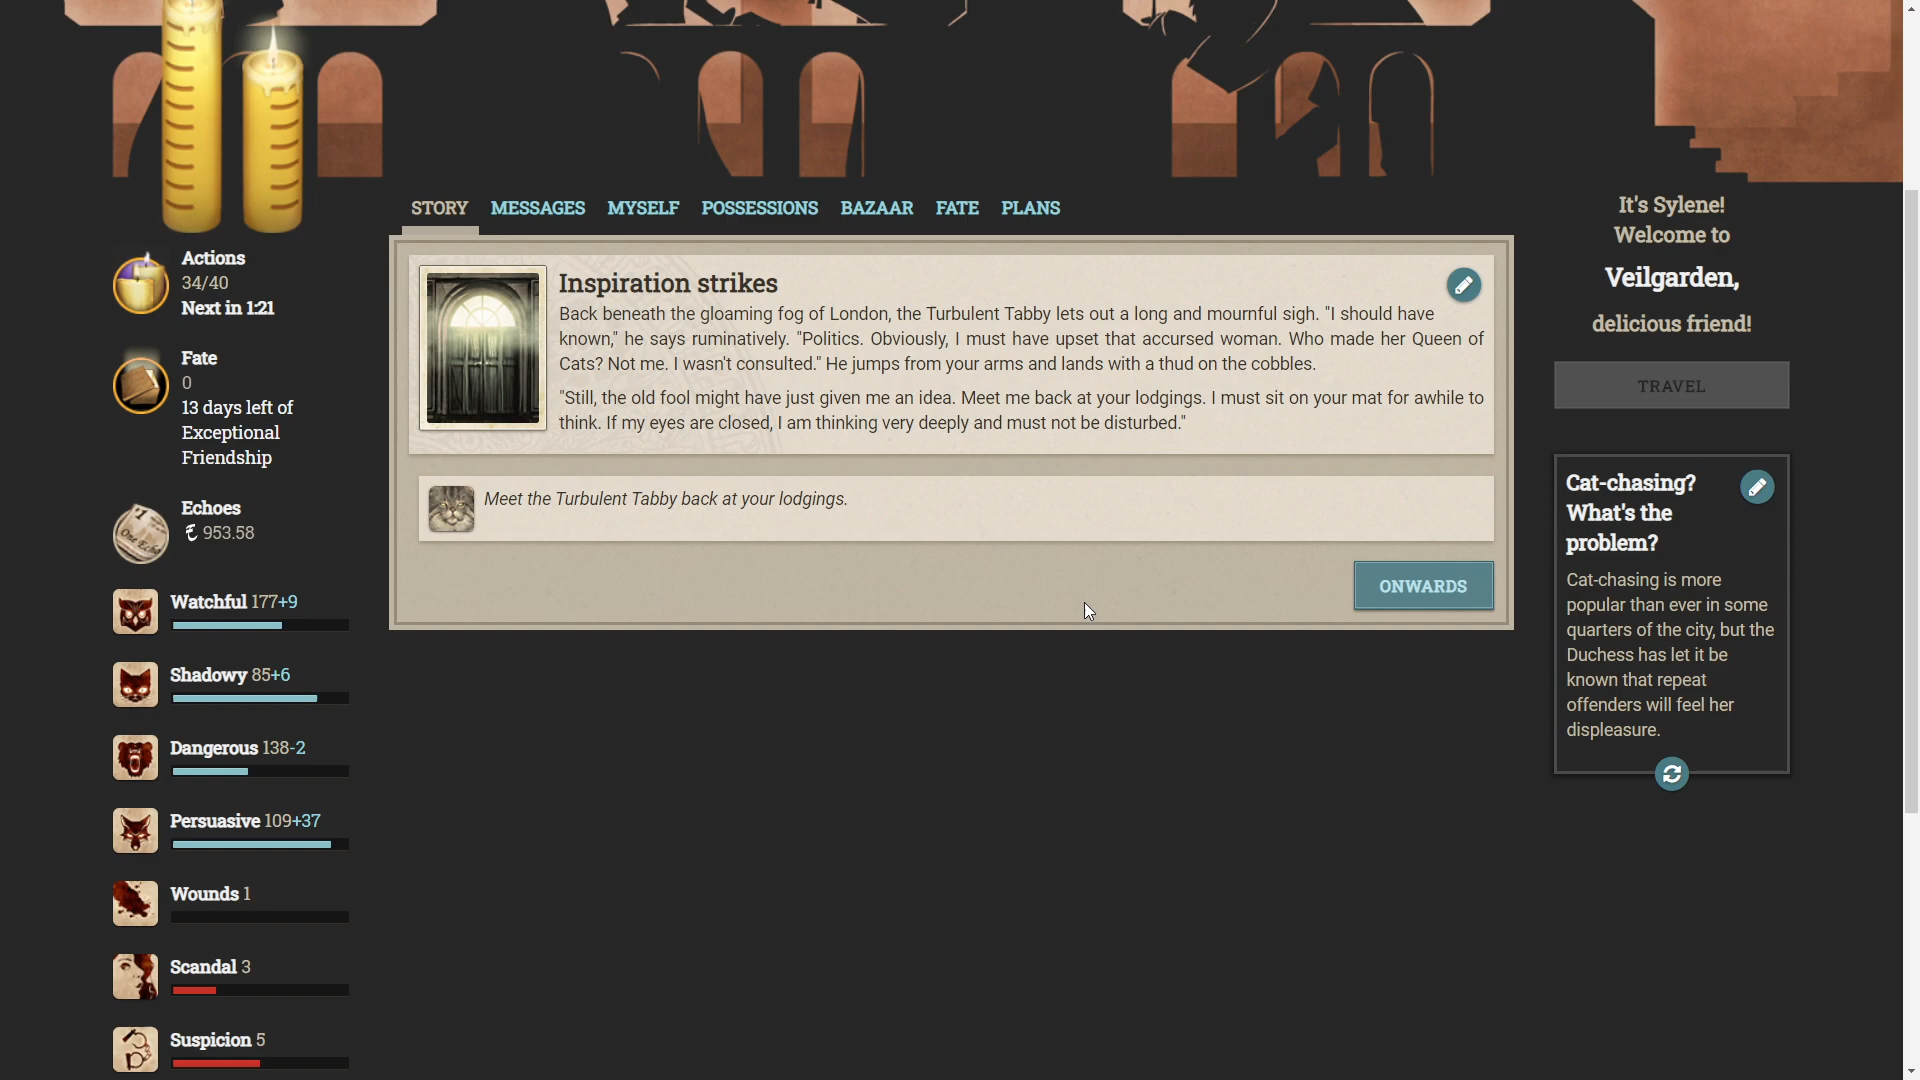 STORY MESSAGES MYSELF POSSESSIONS BAZAAR FATE PLANS
Actions
34/40
Next in 1:21
Fate
0
13 days left of
Exceptional
Friendship
Echoes
953.58
Watchful 177+9
Shadowy 85+6
Dangerous 138-2
Persuasive 109+37
Wounds 1
Scandal 3
Suspicion 5
Inspiration strikes
Back beneath the gloaming fog of London, the Turbulent Tabby lets out a long and mournful sigh. "I should have
known," he says ruminatively. "Politics. Obviously, I must have upset that accursed woman. Who made her Queen of
Cats? Not me. I wasn't consulted." He jumps from your arms and lands with a thud on the cobbles.
"Still, the old fool might have just given me an idea. Meet me back at your lodgings. I must sit on your mat for awhile to
think. If my eyes are closed, I am thinking very deeply and must not be disturbed."
Meet the Turbulent Tabby back at your lodgings.
ONWARDS
It's Sylene!
Welcome to
Veilgarden,
delicious friend!
TRAVEL
Cat-chasing?
What's the
problem?
Cat-chasing is more
popular than ever in some
quarters of the city, but the
Duchess has let it be
known that repeat
offenders will feel her
displeasure.